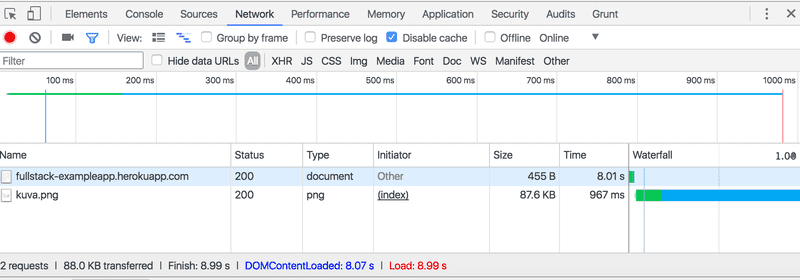 Elements Console Sources Network Performance Memory Application Security Audits Grunt
View: Group by frame Preserve log Disable cache Offline Online
Filter Hide data URLs All XHR JS CSS Img Media Font Doc WS Manifest Other
100 ms 200 ms 300 ms 400 ms 500 ms 600 ms 700 ms 800 ms 900 ms 1000 ms
Name Status Type Initiator Size Time Waterfall
fullstack-exampleapp.herokuapp.com 200 document Other 455 B 8.01 s
kuva.png 200 png (index) 87.6 KB 967 ms
2 requests | 88.0 KB transferred | Finish: 8.99 s | DOMContentLoaded: 8.07 s | Load: 8.99 s